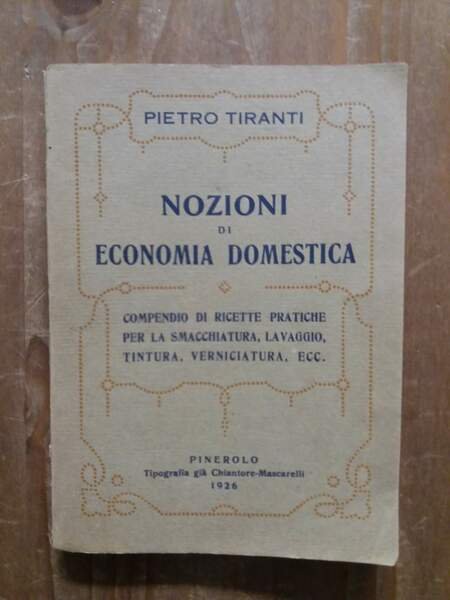 PIETRO TIRANTI
NOZIONI
DI
ECONOMIA DOMESTICA
COMPENDIO DI RICETTE PRATICHE
PER LA SMACCHIATURA, LAVAGGIO,
TINTURA, VERNICIATURA, ECC.
PINEROLO
Tipografia già Chiantore-Mascarelli
1926